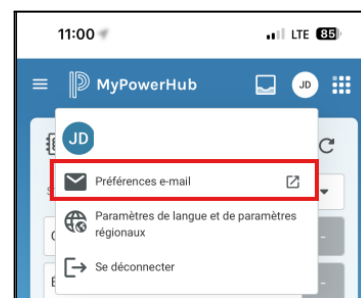 11:00 LTE 85
MyPowerHub JD
JD
Préférences e-mail
Paramètres de langue et de paramètres
régionaux
Se déconnecter